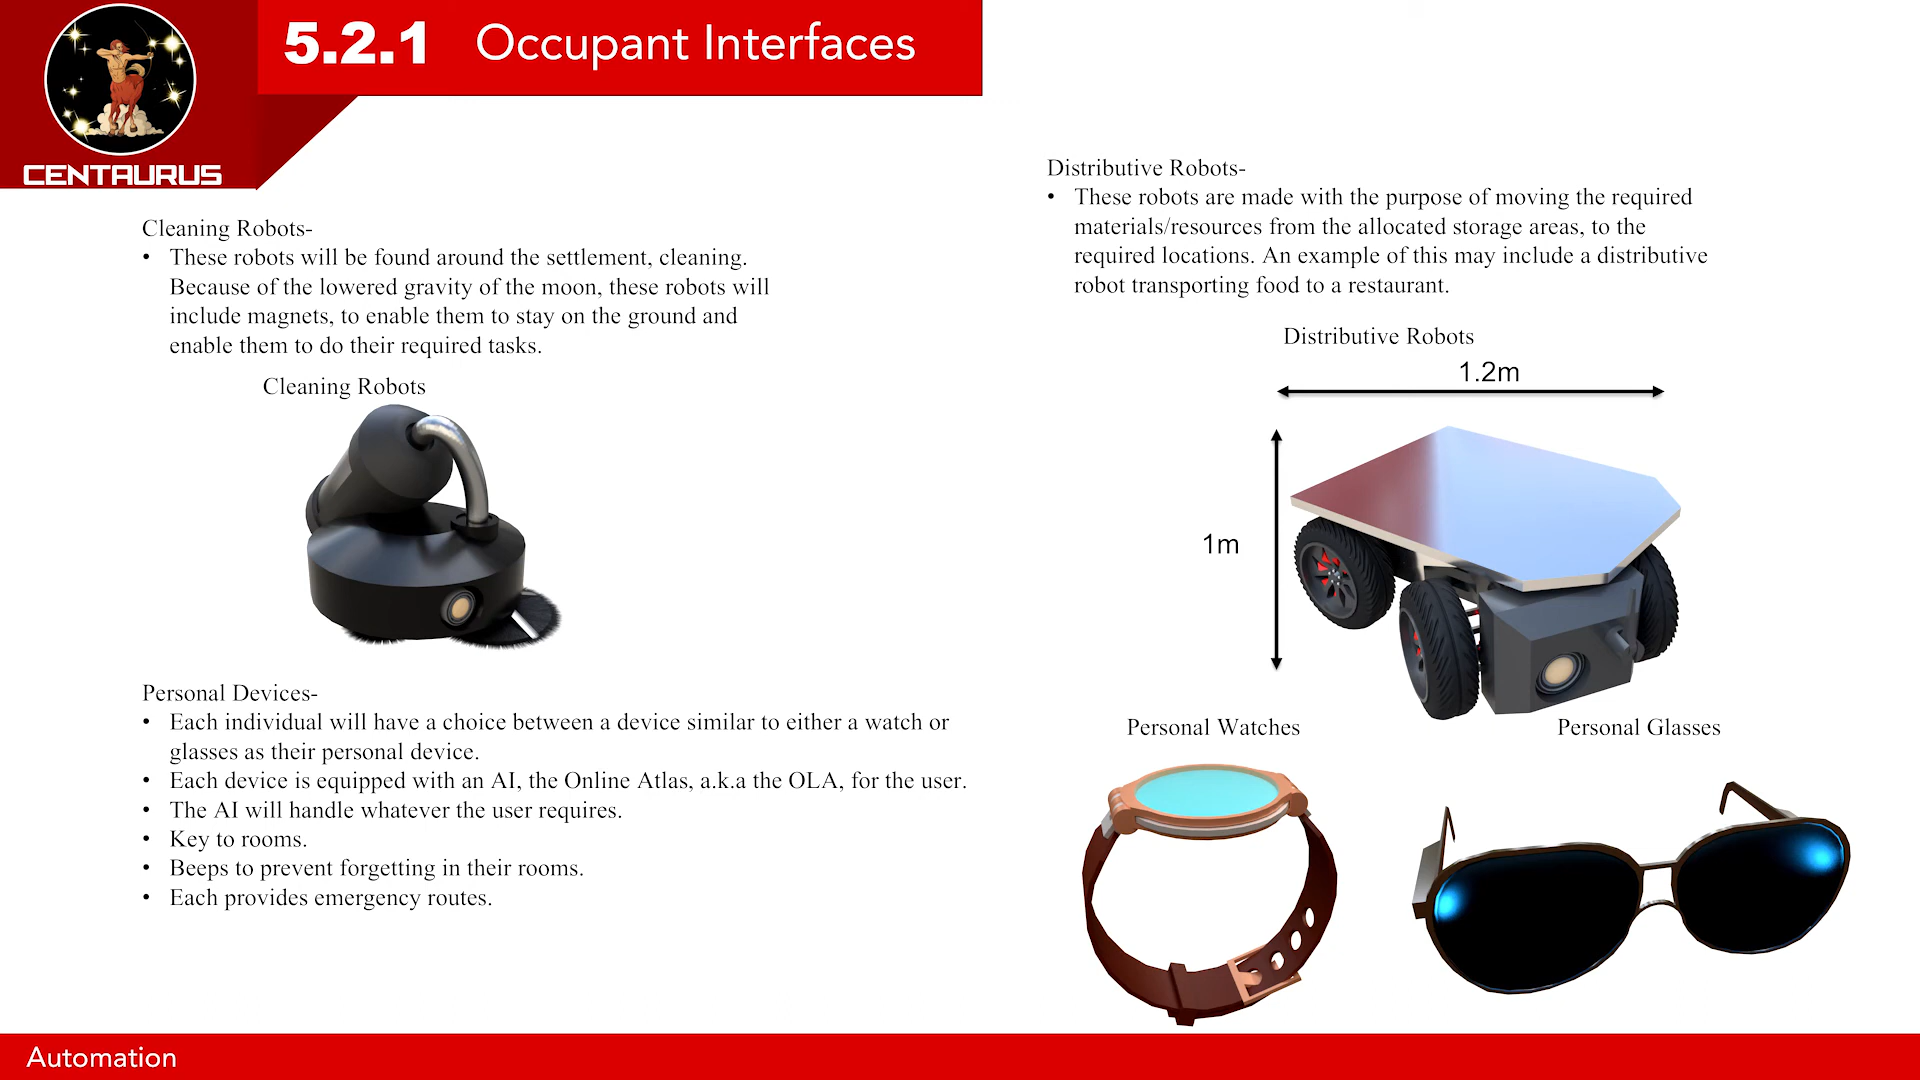 5.2.1 Occupant Interfaces
CENTAURUS
Cleaning Robots-
• These robots will be found around the settlement, cleaning.
Because of the lowered gravity of the moon, these robots will
include magnets, to enable them to stay on the ground and
enable them to do their required tasks.
Cleaning Robots
Personal Devices-
• Each individual will have a choice between a device similar to either a watch or
glasses as their personal device.
• Each device is equipped with an AI, the Online Atlas, a.k.a the OLA, for the user.
• The AI will handle whatever the user requires.
• Key to rooms.
• Beeps to prevent forgetting in their rooms.
• Each provides emergency routes.
Distributive Robots-
• These robots are made with the purpose of moving the required
materials/resources from the allocated storage areas, to the
required locations. An example of this may include a distributive
robot transporting food to a restaurant.
Distributive Robots
1.2m
1m
Personal Watches
Personal Glasses
Automation